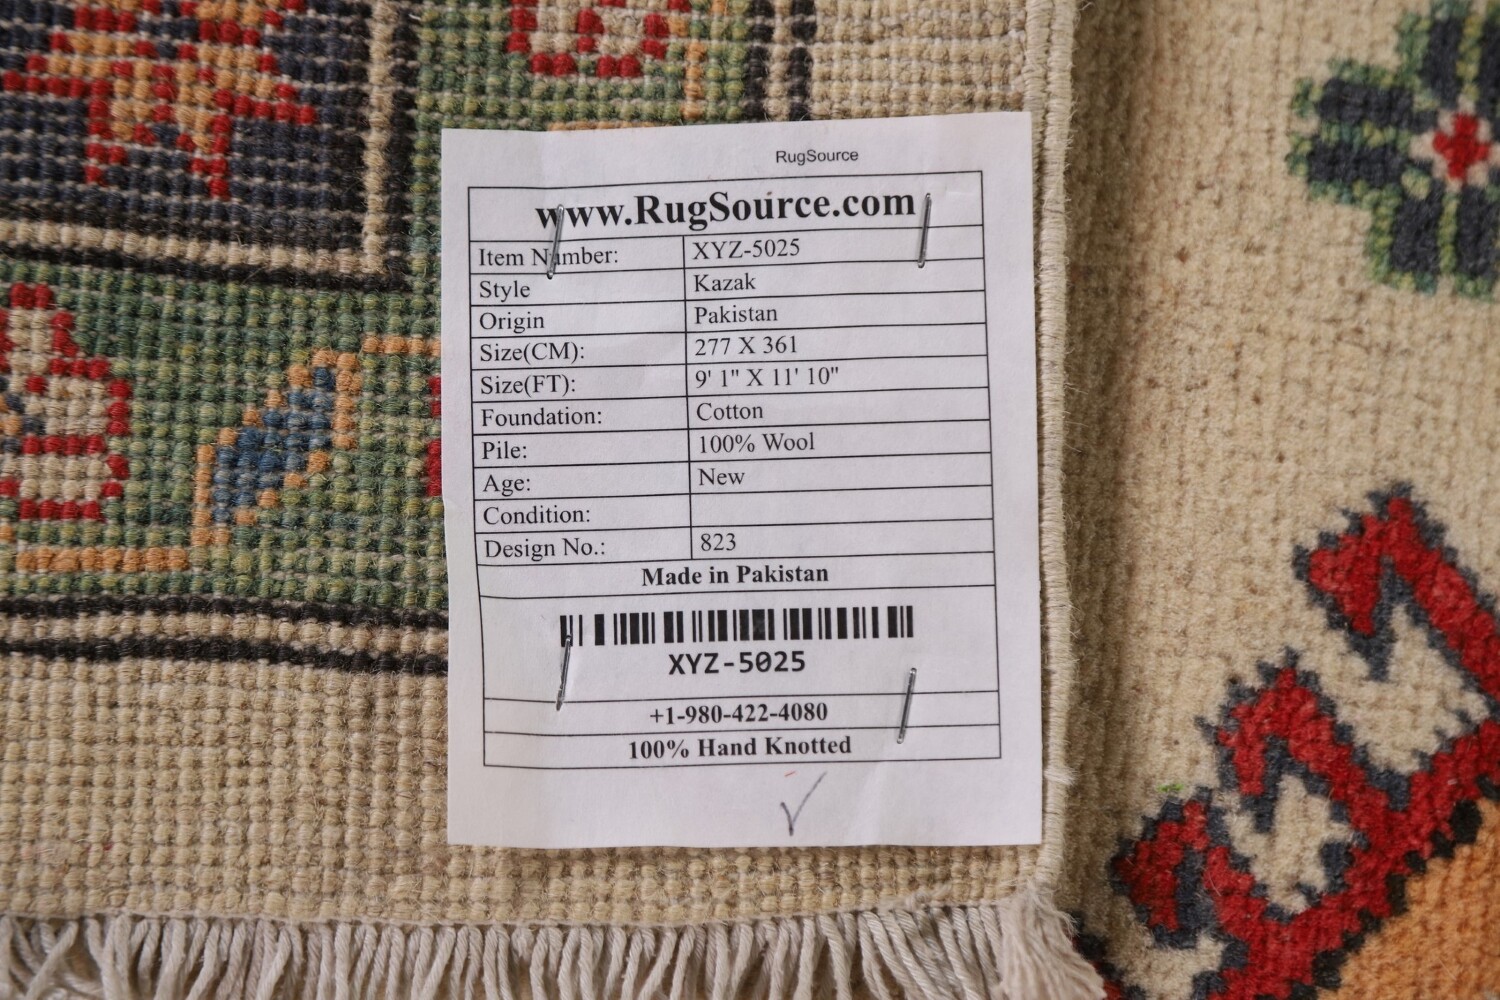 RugSource
www.RugSource.com
Item Number: XYZ-5025
Style Kazak
Origin Pakistan
Size(CM): 277 X 361
Size(FT): 9' 1" X 11' 10"
Foundation: Cotton
Pile: 100% Wool
Age: New
Condition:
Design No.: 823
Made in Pakistan
XYZ-5025
+1-980-422-4080
100% Hand Knotted